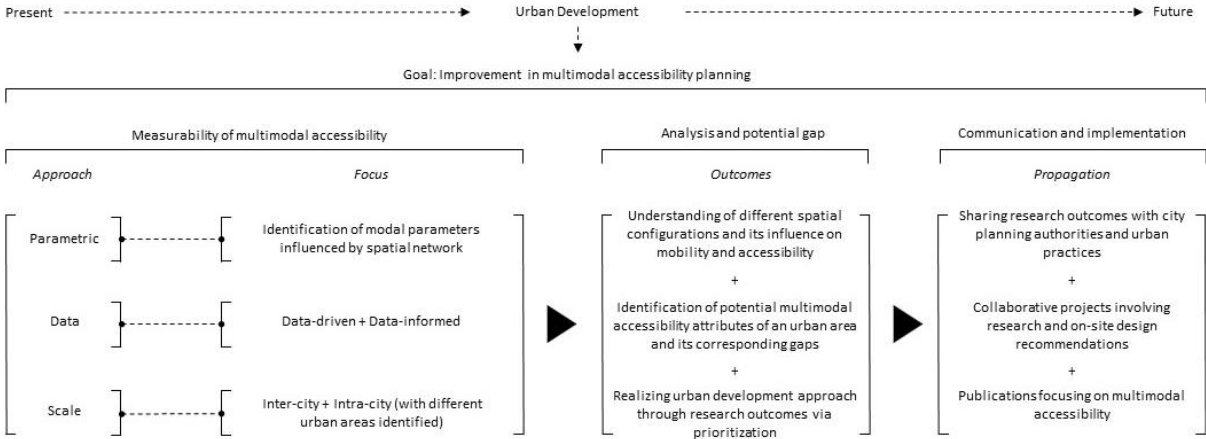 Present
Urban Development
Future
Goal: Improvement in multimodal accessibility planning
Measurability of multimodal accessibility
Approach
Focus
Parametric
Identification of modal parameters
influenced by spatial network
Data
Data-driven + Data-informed
Scale
Inter-city + Intra-city (with different
urban areas identified)
Analysis and potential gap
Outcomes
Understanding of different spatial
configurations and its influence on
mobility and accessibility
+
Identification of potential multimodal
accessibility attributes of an urban area
and its corresponding gaps
+
Realizing urban development approach
through research outcomes via
prioritization
Communication and implementation
Propagation
Sharing research outcomes with city
planning authorities and urban
practices
+
Collaborative projects involving
research and on-site design
recommendations
+
Publications focusing on multimodal
accessibility